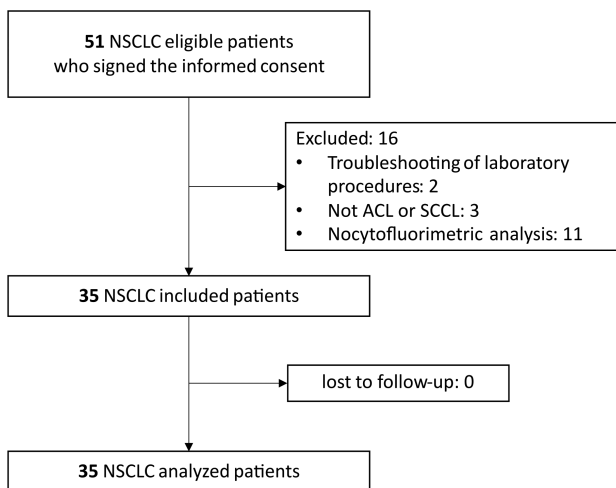 51 NSCLC eligible patients
who signed the informed consent
Excluded: 16
• Troubleshooting of laboratory
procedures: 2
• Not ACL or SCCL: 3
• Nocytofluorimetric analysis: 11
35 NSCLC included patients
lost to follow-up: 0
35 NSCLC analyzed patients